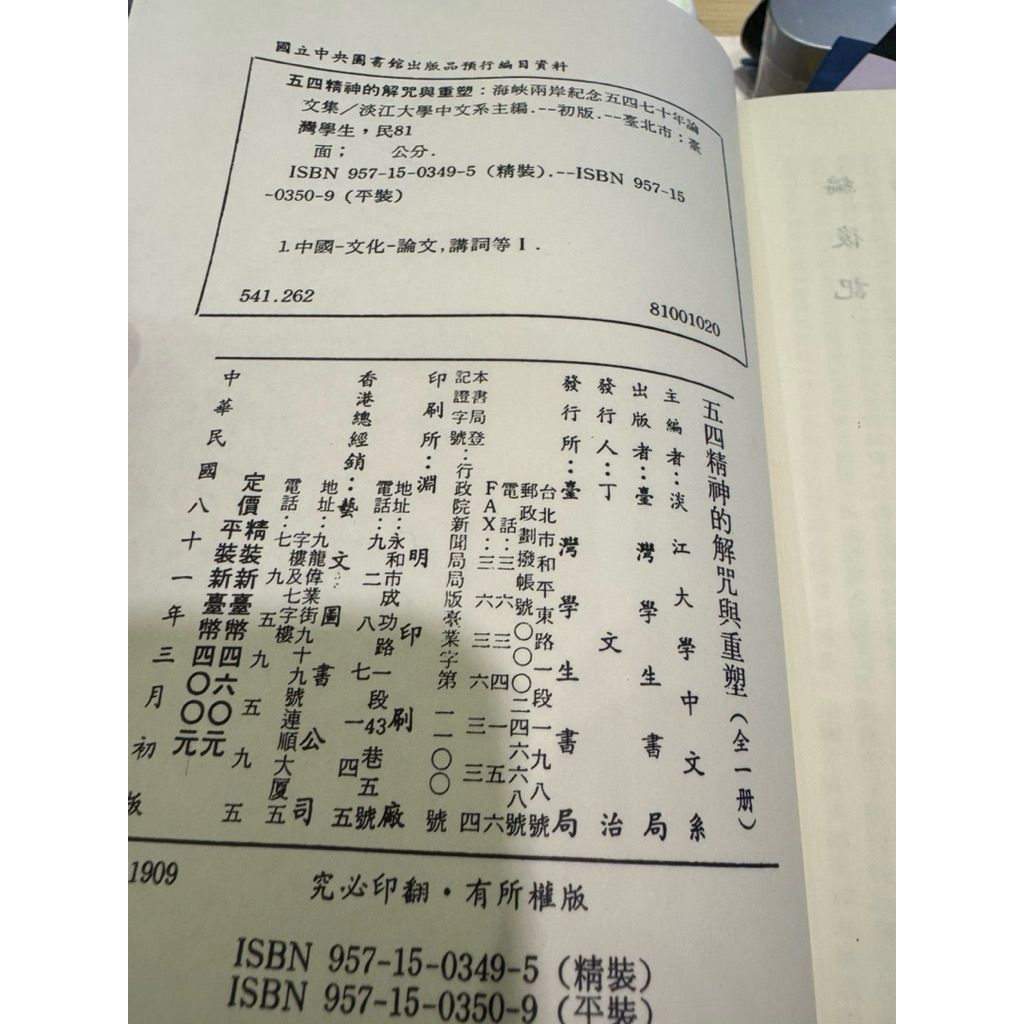 國立中央圖書館出版品預行編目資料
五四精神的解咒與重塑：海峽兩岸紀念五四七十年論
文集／淡江大學中文系主編.--初版.--臺北市：臺
灣學生，民81
面； 公分.
ISBN 957-15-0349-5（精裝）.--ISBN 957-15
-0350-9（平裝）
1.中國-文化-論文,講詞等 I.
541.262
81001020
五四精神的解咒與重塑（全一册）
主編者：淡江大學中文系
出版者：臺灣學生書局
發行人：丁文治
發行所：臺灣學生書局
台北市和平東路一段一九八號
郵政劃撥帳號〇〇〇二四六六八號
電話：三六三四一五六
FAX：三六三六三三四
本書局登
記證字號：行政院新聞局局版臺業字第一一〇〇號
印刷所：淵明印刷廠
地址：永和市成功路一段43巷五號
電話：九二八七一四五
香港總經銷：藝文圖書公司
地址：九龍偉業街九十九號連順大厦五
字樓及七字樓
電話：七九五九五九五
定價精裝新臺幣四六〇元
平裝新臺幣四〇〇元
中華民國八十一年三月初版
1909
究必印翻・有所權版
ISBN 957-15-0349-5（精裝）
ISBN 957-15-0350-9（平裝）
編後記